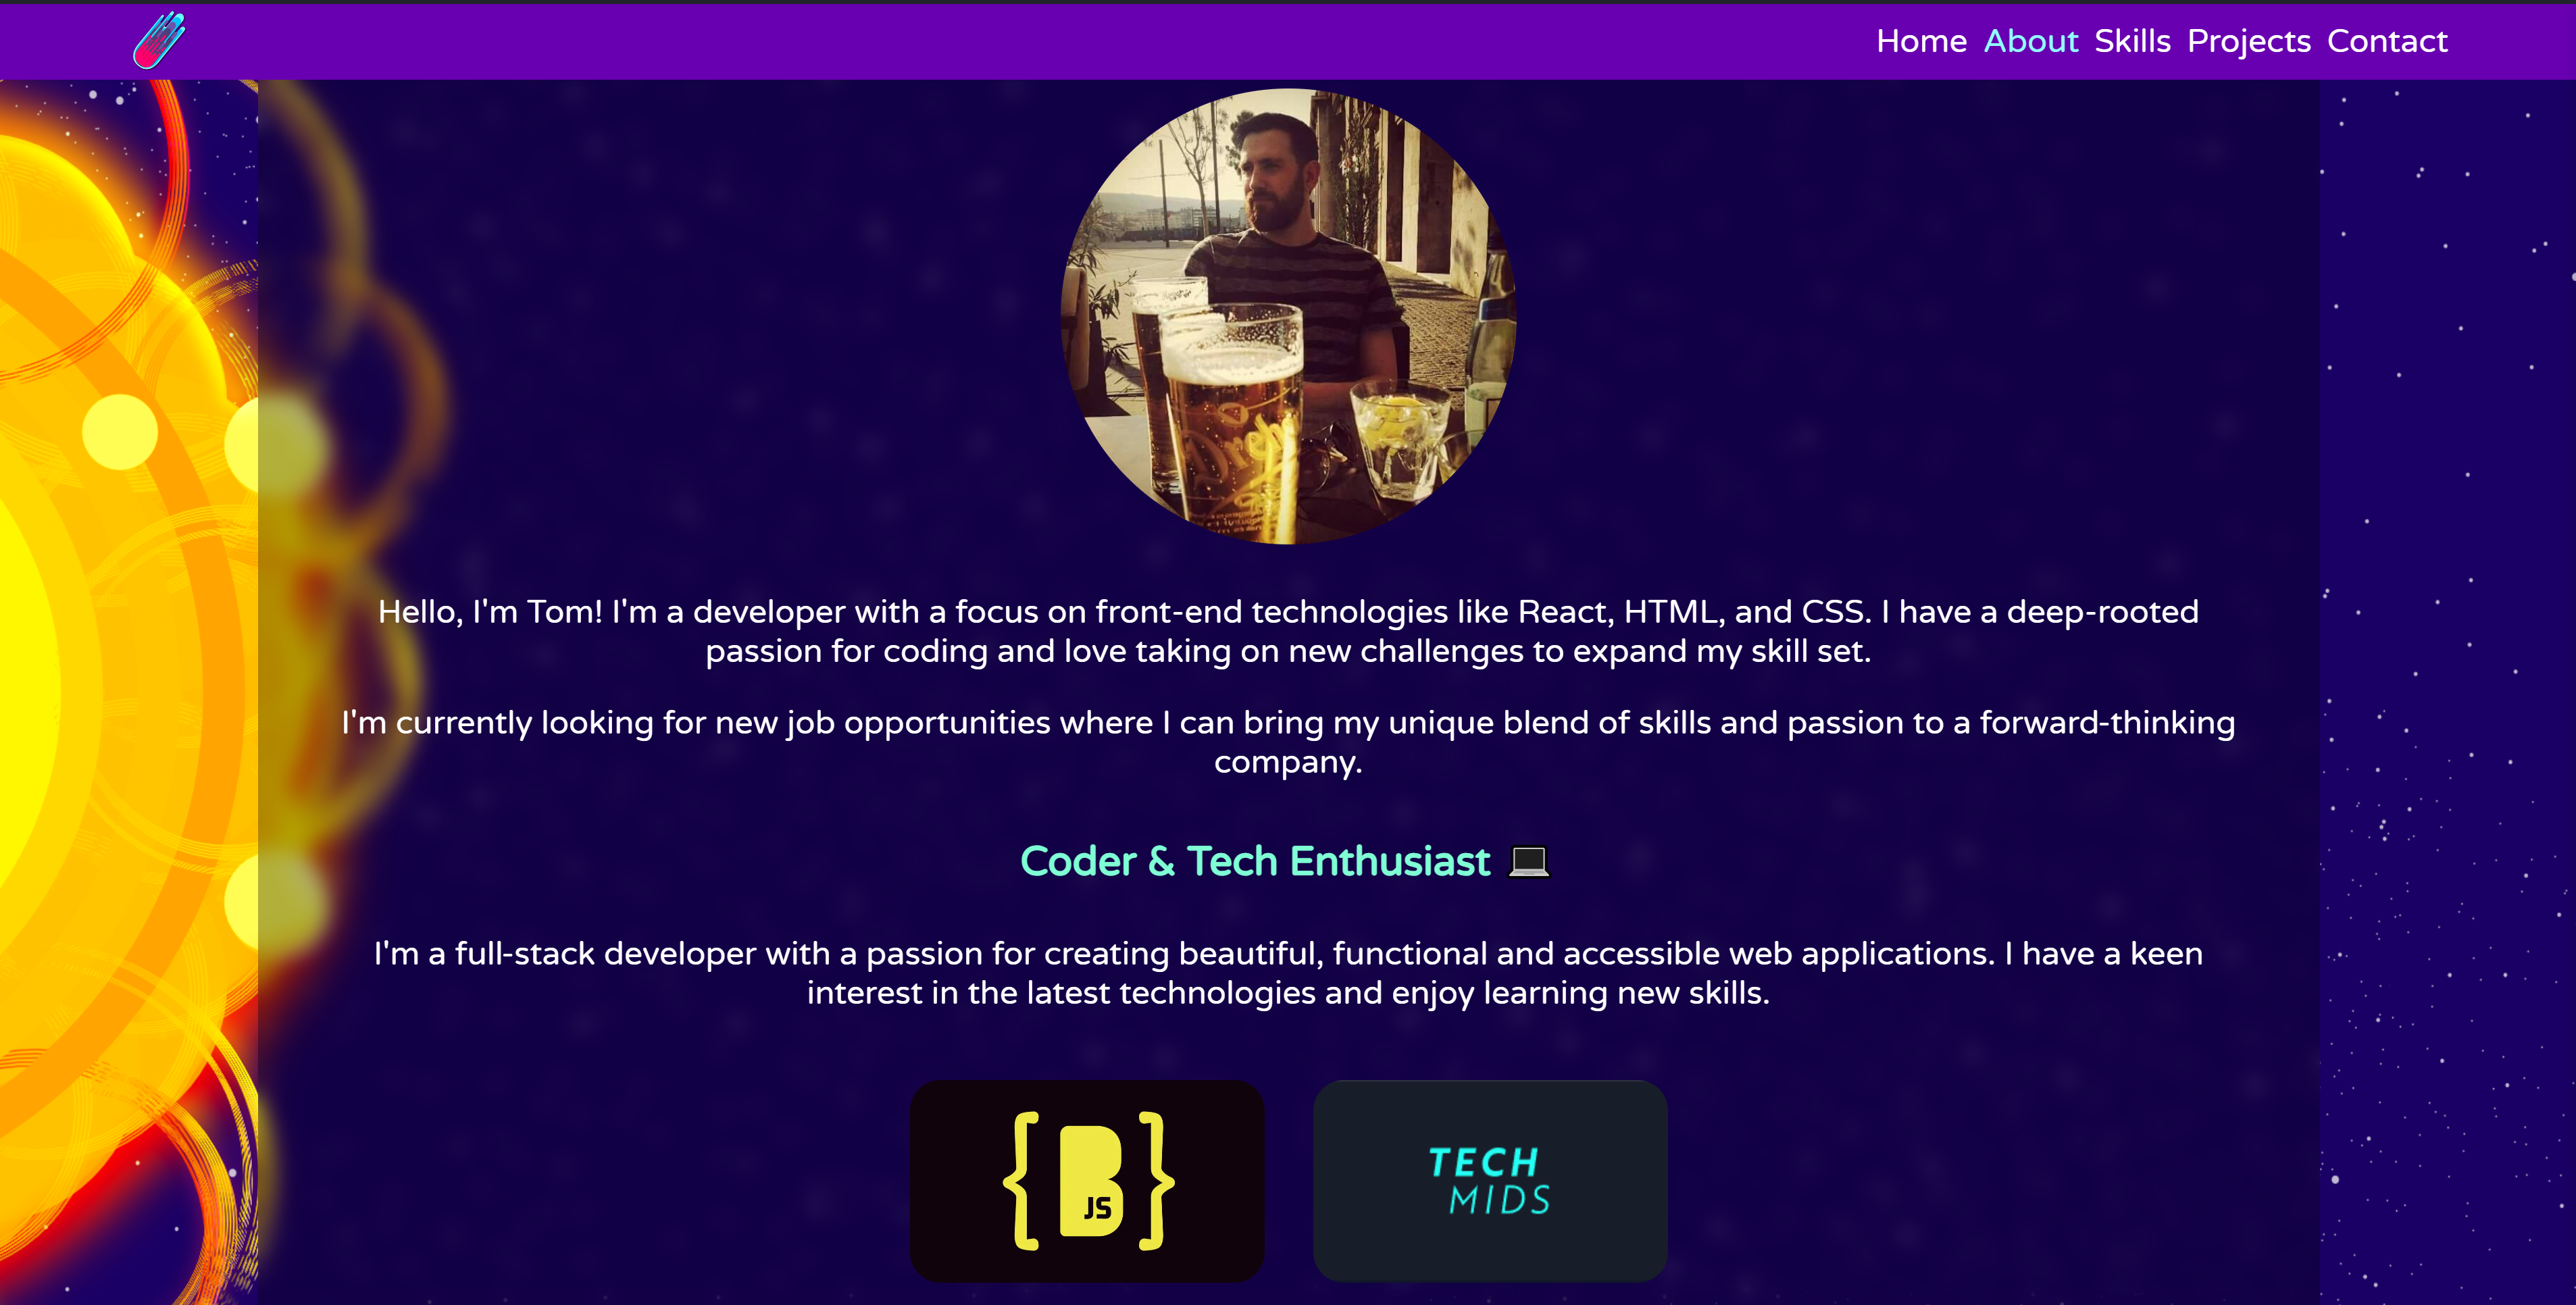 Home About Skills Projects Contact
Hello, I'm Tom! I'm a developer with a focus on front-end technologies like React, HTML, and CSS. I have a deep-rooted
passion for coding and love taking on new challenges to expand my skill set.
I'm currently looking for new job opportunities where I can bring my unique blend of skills and passion to a forward-thinking
company.
Coder & Tech Enthusiast 💻
I'm a full-stack developer with a passion for creating beautiful, functional and accessible web applications. I have a keen
interest in the latest technologies and enjoy learning new skills.
{ B }
JS
TECH
MIDS